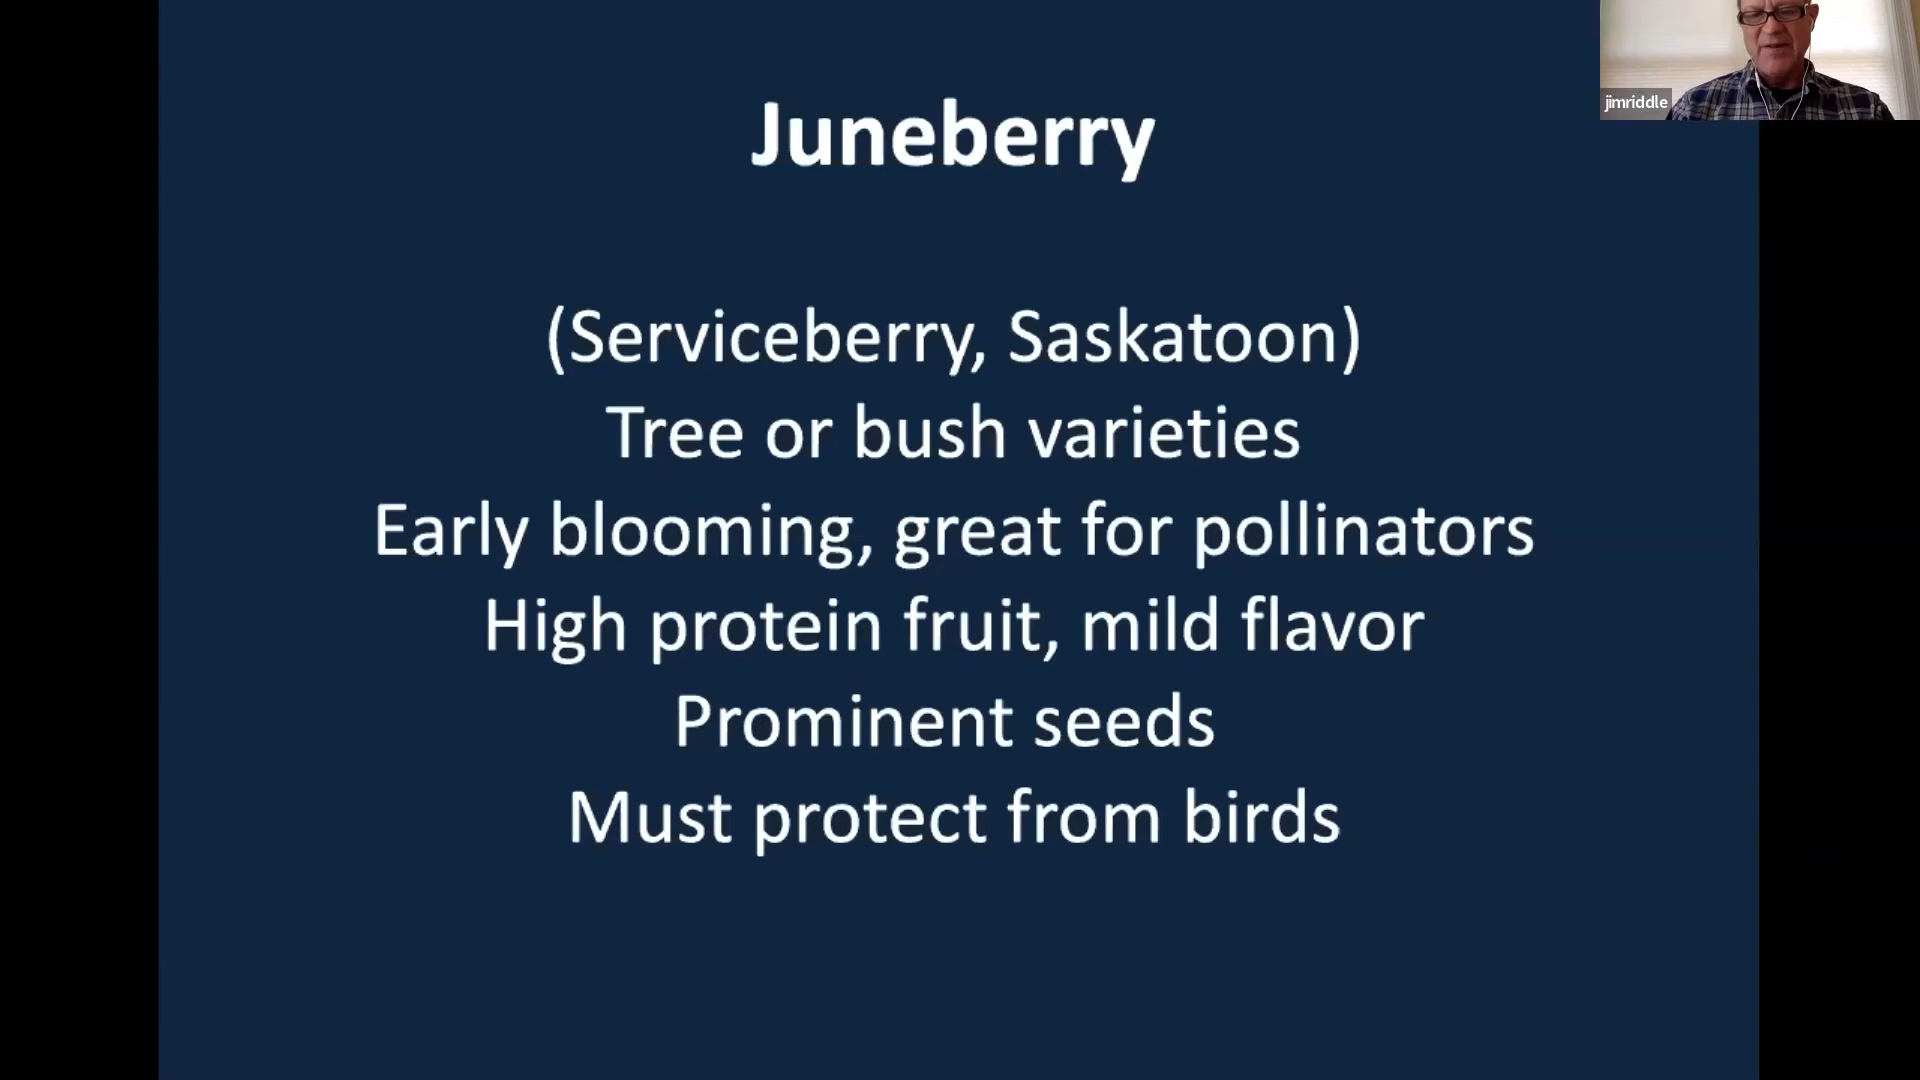 Juneberry
jimriddle
(Serviceberry, Saskatoon)
Tree or bush varieties
Early blooming, great for pollinators
High protein fruit, mild flavor
Prominent seeds
Must protect from birds